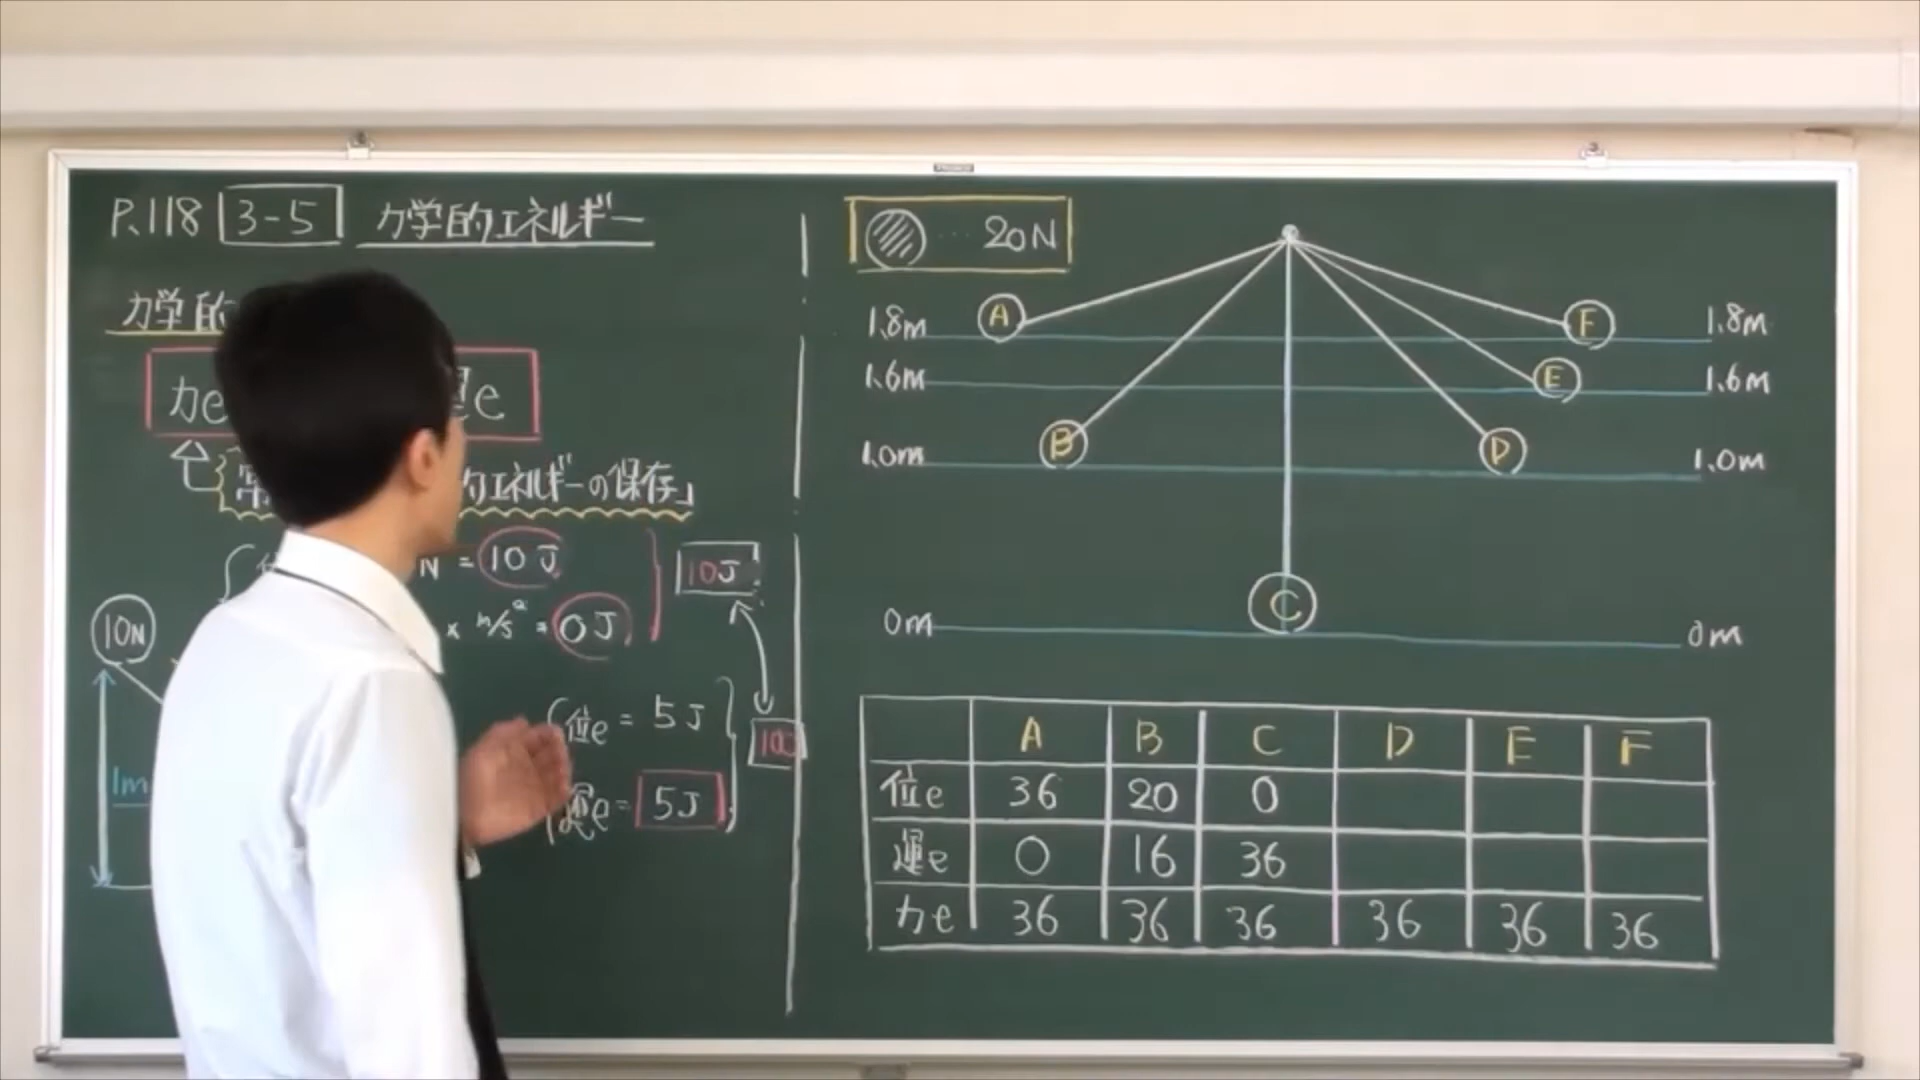 P.118 3-5 力学的エネルギー
力学的
力e e
的エネルギーの保存」
N = 10J
× m/s = 0J
10J
10N
1m
位e = 5J
運e = 5J
10J
20N
A
B
C
D
E
F
1.8m 1.8m
1.6m 1.6m
1.0m 1.0m
0m 0m
A B C D E F
位e 36 20 0
運e 0 16 36
力e 36 36 36 36 36 36